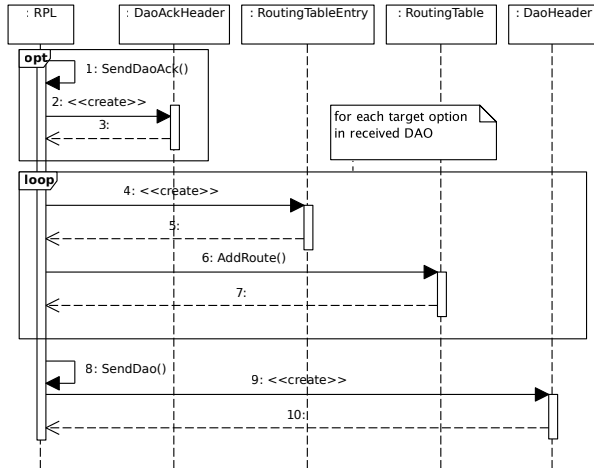 : RPL
: DaoAckHeader
: RoutingTableEntry
: RoutingTable
: DaoHeader
opt
1: SendDaoAck()
2: <<create>>
3:
for each target option
in received DAO
loop
4: <<create>>
5:
6: AddRoute()
7:
8: SendDao()
9: <<create>>
10: